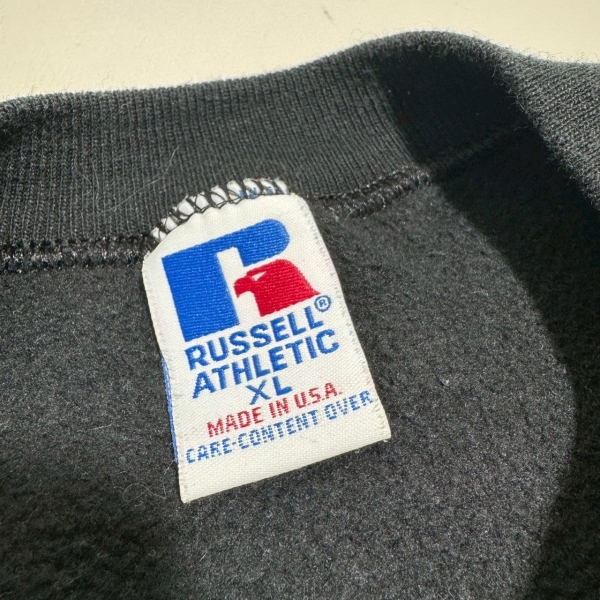 RUSSELL®
ATHLETIC
XL
MADE IN U.S.A.
CARE-CONTENT OVER